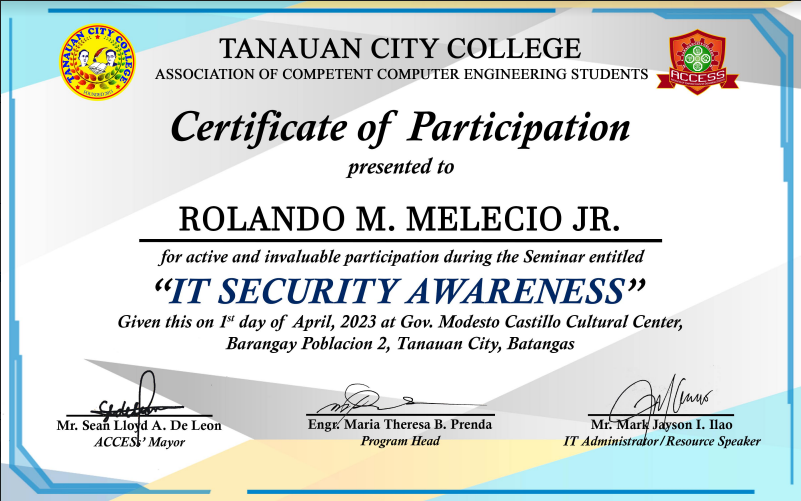 TANAUAN CITY COLLEGE
TANAUAN CITY COLLEGE
FOUNDED
ASSOCIATION OF COMPETENT COMPUTER ENGINEERING STUDENTS
ACCESS
Certificate of Participation
presented to
ROLANDO M. MELECIO JR.
for active and invaluable participation during the Seminar entitled
“IT SECURITY AWARENESS”
Given this on 1st day of April, 2023 at Gov. Modesto Castillo Cultural Center,
Barangay Poblacion 2, Tanauan City, Batangas
Mr. Sean Lloyd A. De Leon
ACCESS’ Mayor
Engr. Maria Theresa B. Prenda
Program Head
Mr. Mark Jayson I. Ilao
IT Administrator/Resource Speaker